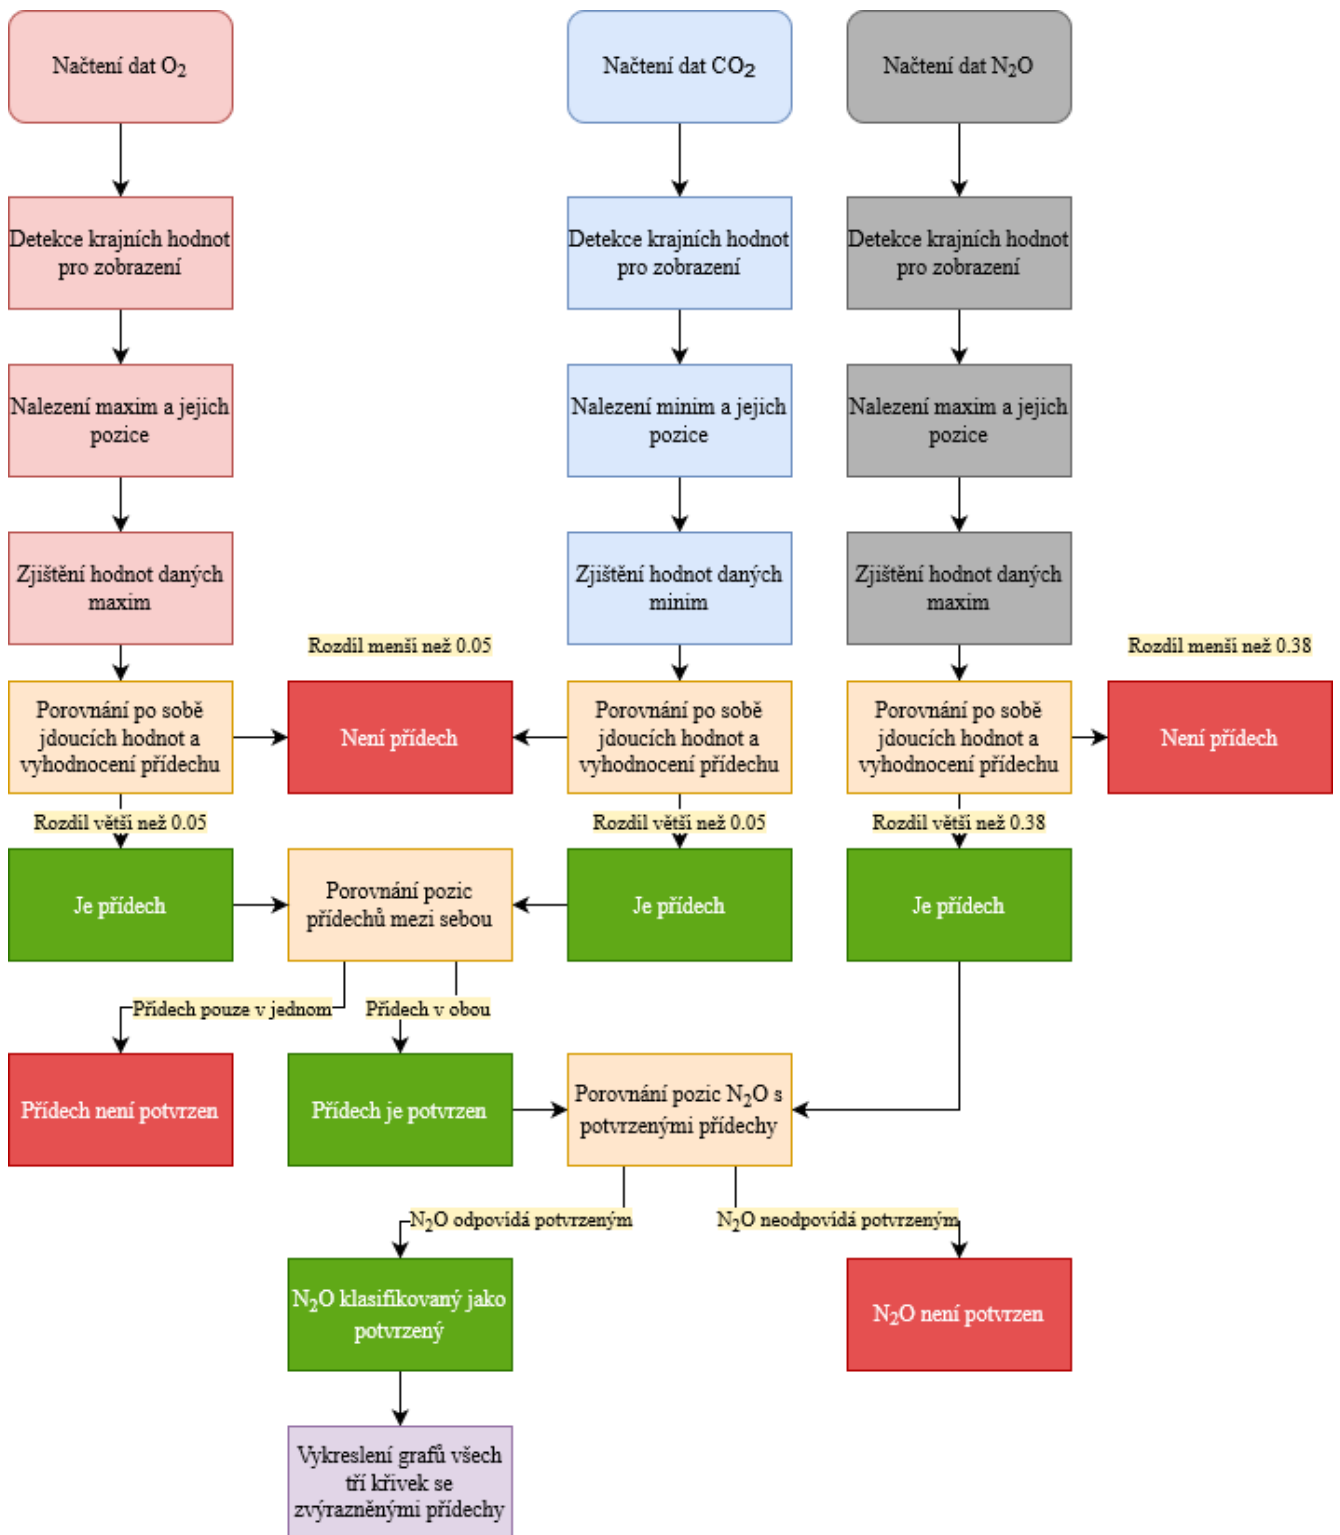 Načtení dat O₂
Načtení dat CO₂
Načtení dat N₂O
Detekce krajních hodnot
pro zobrazení
Detekce krajních hodnot
pro zobrazení
Detekce krajních hodnot
pro zobrazení
Nalezení maxim a jejich
pozice
Nalezení minim a jejich
pozice
Nalezení maxim a jejich
pozice
Zjištění hodnot daných
maxim
Zjištění hodnot daných
minim
Zjištění hodnot daných
maxim
Rozdíl menší než 0.05
Rozdíl menší než 0.38
Porovnání po sobě
jdoucích hodnot a
vyhodnocení přídechu
Není přídech
Porovnání po sobě
jdoucích hodnot a
vyhodnocení přídechu
Porovnání po sobě
jdoucích hodnot a
vyhodnocení přídechu
Není přídech
Rozdíl větší než 0.05
Rozdíl větší než 0.05
Rozdíl větší než 0.38
Je přídech
Porovnání pozic
přídechů mezi sebou
Je přídech
Je přídech
Přídech pouze v jednom
Přídech v obou
Přídech není potvrzen
Přídech je potvrzen
Porovnání pozic N₂O s
potvrzenými přídechy
N₂O odpovídá potvrzeným
N₂O neodpovídá potvrzeným
N₂O klasifikovaný jako
potvrzený
N₂O není potvrzen
Vykreslení grafů všech
tří křivek se
zvýrazněnými přídechy